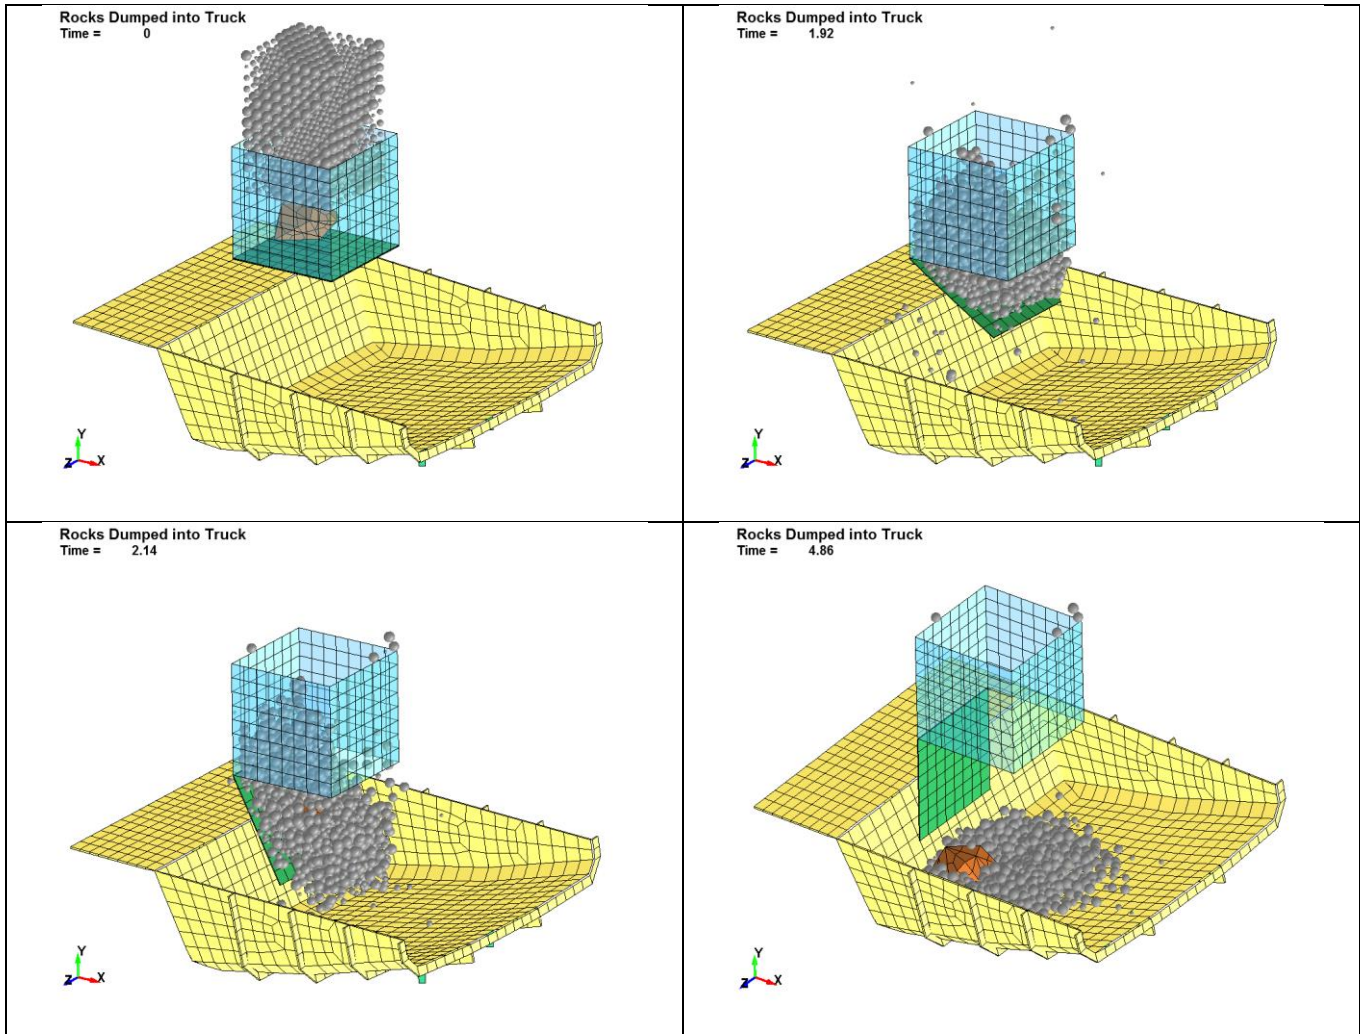 Rocks Dumped into Truck
Time = 0
Y
Z X
Rocks Dumped into Truck
Time = 1.92
Y
Z X
Rocks Dumped into Truck
Time = 2.14
Y
Z X
Rocks Dumped into Truck
Time = 4.86
Y
Z X